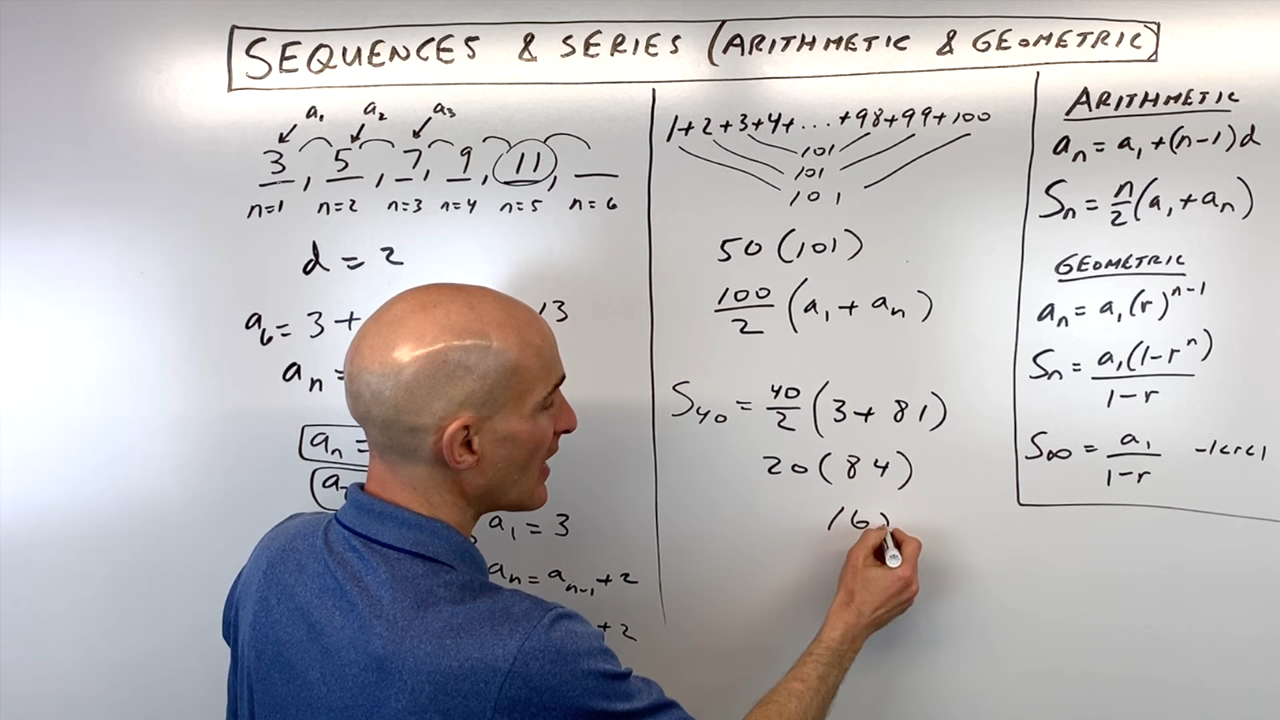 SEQUENCES & SERIES (ARITHMETIC & GEOMETRIC)
a₁ a₂ a₃
3, 5, 7, 9, 11, __
n=1 n=2 n=3 n=4 n=5 n=6
d = 2
a₆ = 3 + 13
aₙ =
aₙ =
a₁ = 3
aₙ = aₙ₋₁ + 2
+ 2
1+2+3+4+...+98+99+100
101
101
101
50(101)
100/2 (a₁ + aₙ)
S₄₀ = 40/2 (3 + 81)
20(84)
16
ARITHMETIC
aₙ = a₁ + (n-1)d
Sₙ = n/2 (a₁ + aₙ)
GEOMETRIC
aₙ = a₁(r)ⁿ⁻¹
Sₙ = a₁(1-rⁿ)/1-r
S∞ = a₁/1-r -1<r<1